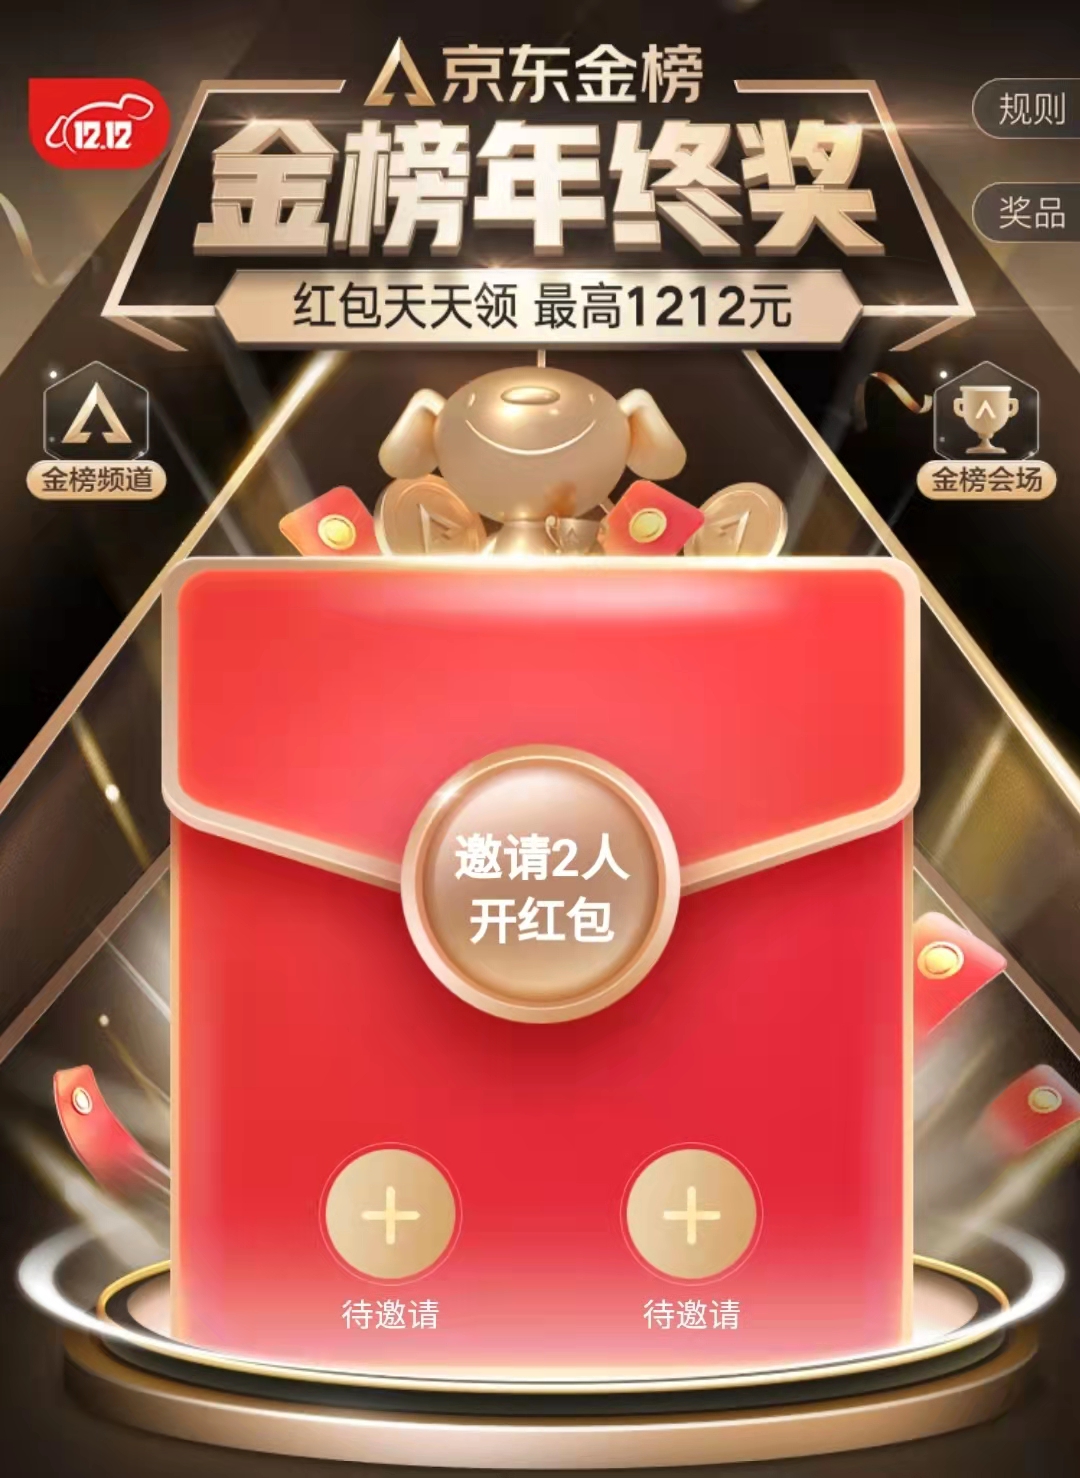 京东金榜
12.12
规则
金榜年终奖
奖品
红包天天领 最高1212元
金榜频道
金榜会场
邀请2人
开红包
待邀请
待邀请